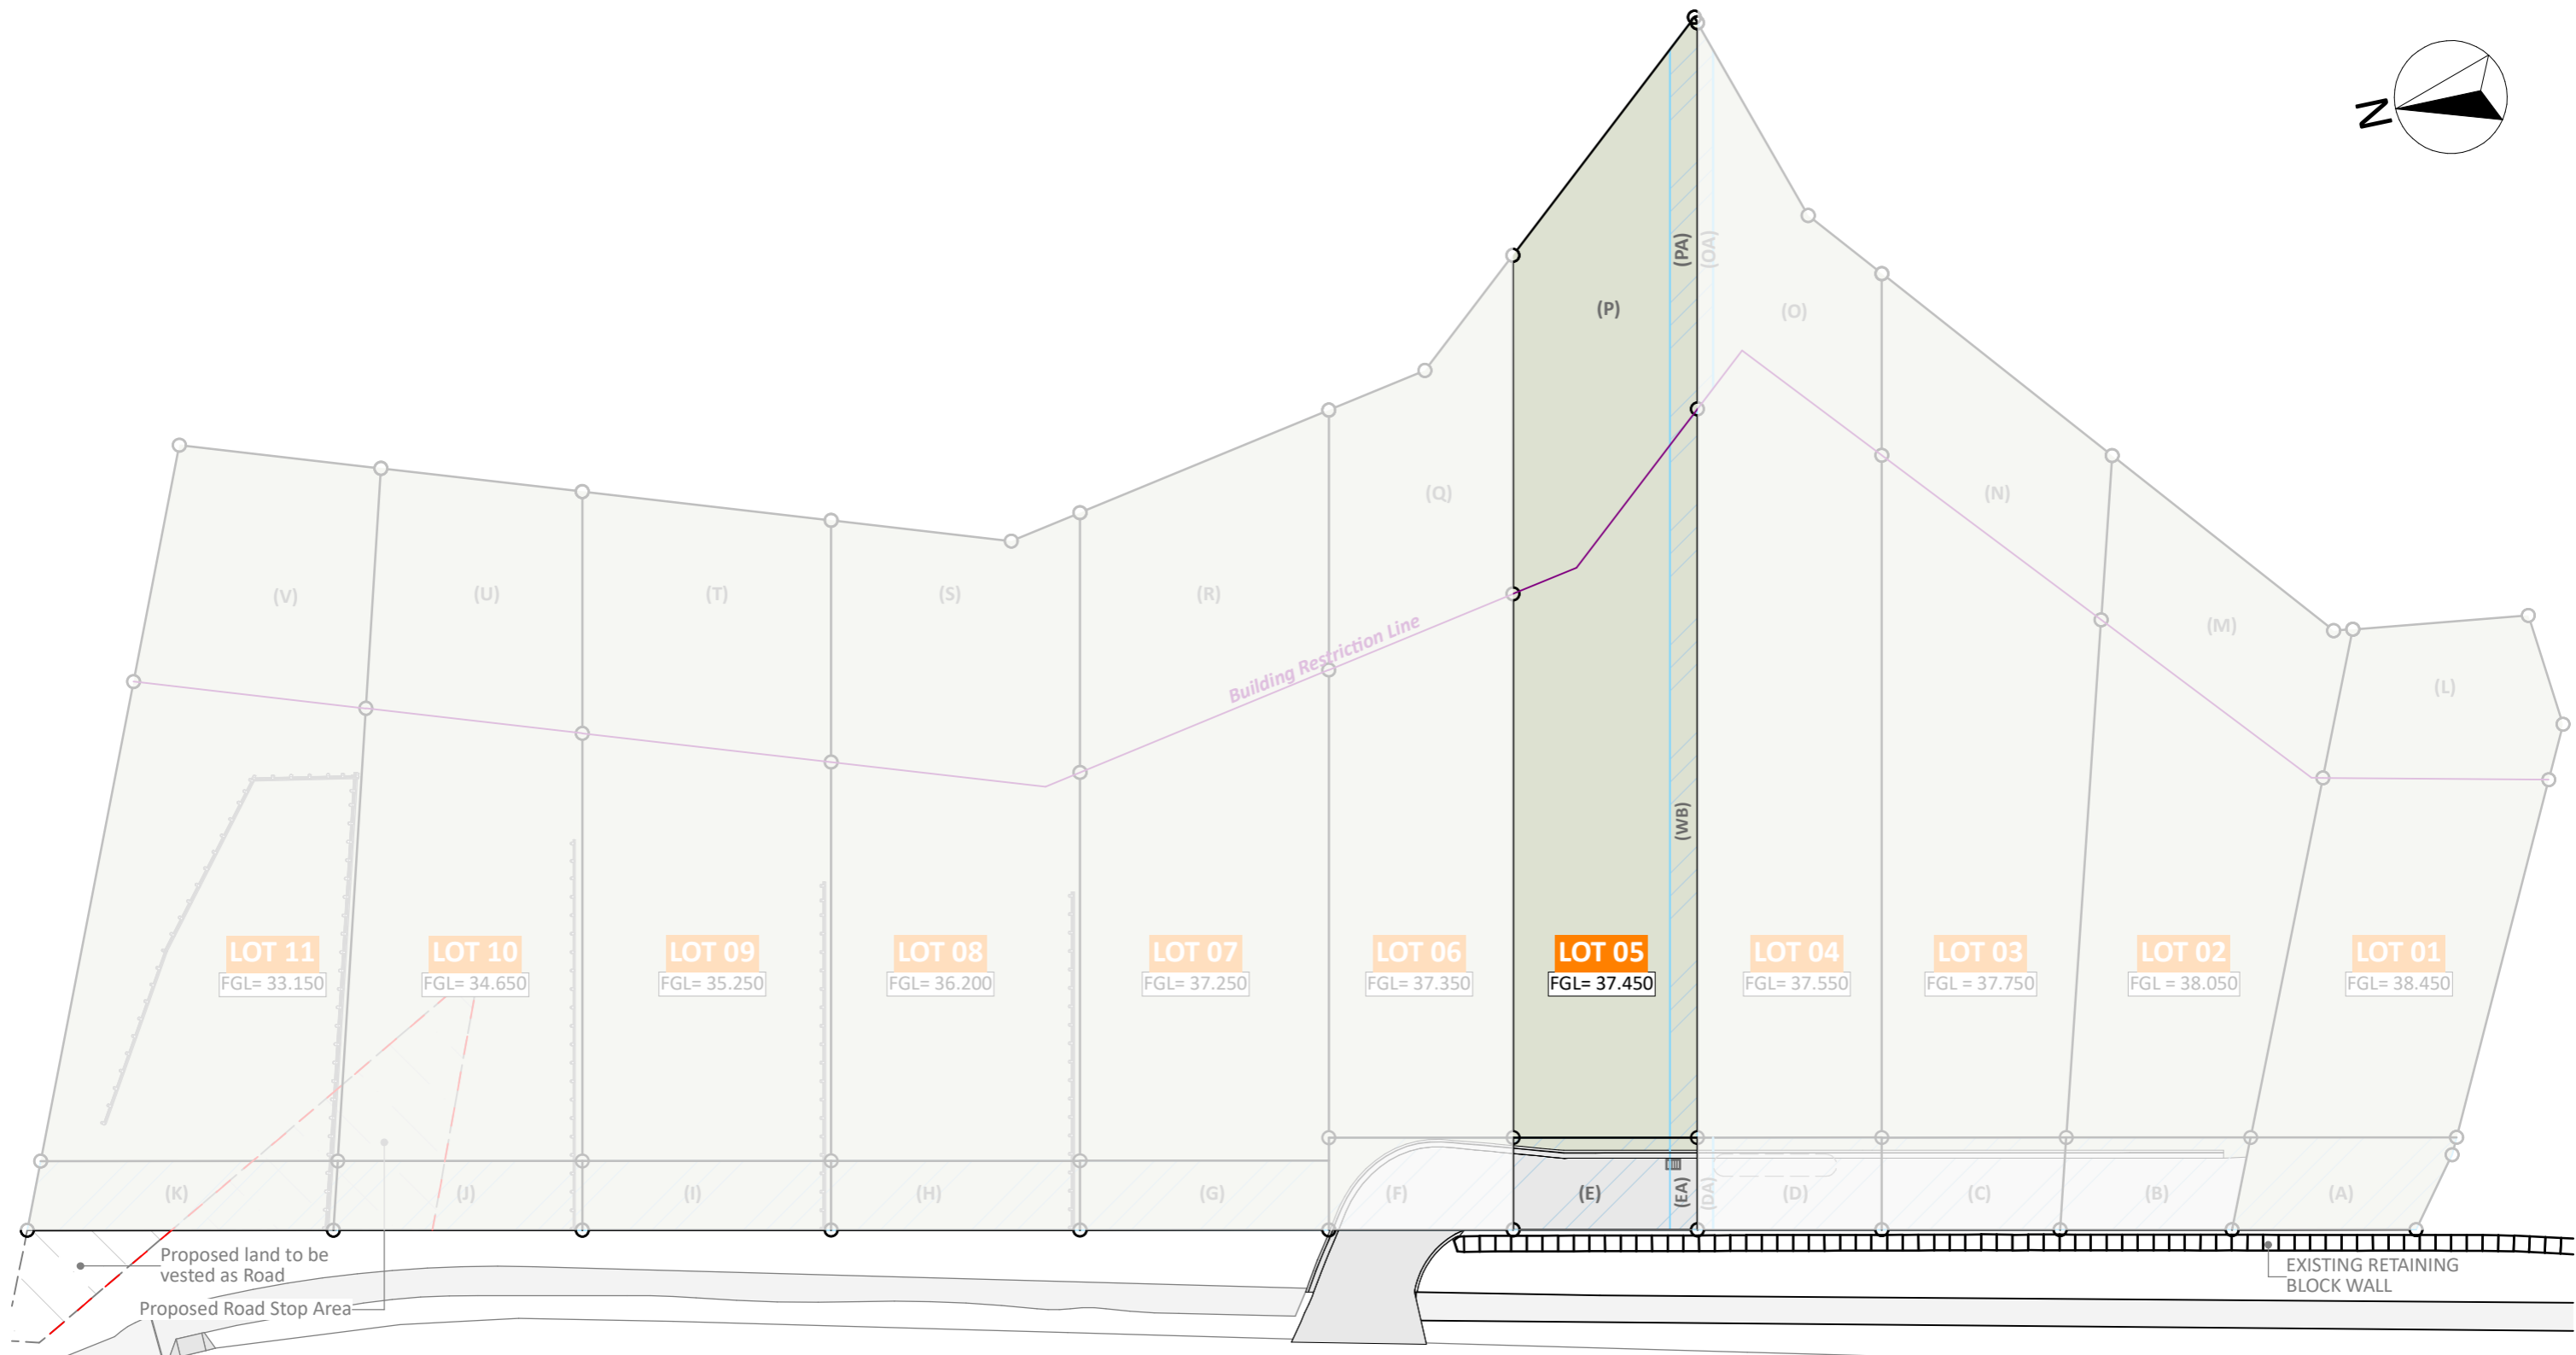 N
(PA)
(OA)
(P)
(O)
(Q)
(N)
(V)
(U)
(T)
(S)
(R)
(M)
Building Restriction Line
(L)
(WB)
LOT 11
FGL= 33.150
LOT 10
FGL= 34.650
LOT 09
FGL= 35.250
LOT 08
FGL= 36.200
LOT 07
FGL= 37.250
LOT 06
FGL= 37.350
LOT 05
FGL= 37.450
LOT 04
FGL= 37.550
LOT 03
FGL = 37.750
LOT 02
FGL = 38.050
LOT 01
FGL= 38.450
(K)
(J)
(I)
(H)
(G)
(F)
(E)
(EA)
(DA)
(D)
(C)
(B)
(A)
Proposed land to be
vested as Road
Proposed Road Stop Area
EXISTING RETAINING
BLOCK WALL